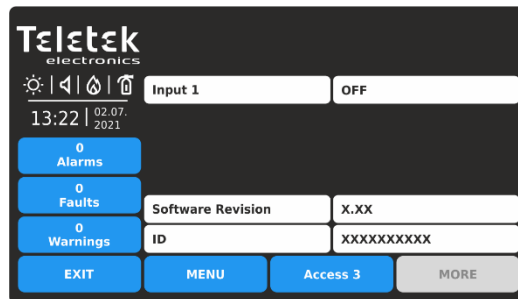 Teletek
electronics
13:22 | 02.07.
2021
Input 1 OFF
0
Alarms
0
Faults
Software Revision X.XX
0
Warnings
ID XXXXXXXXXX
EXIT MENU Access 3 MORE